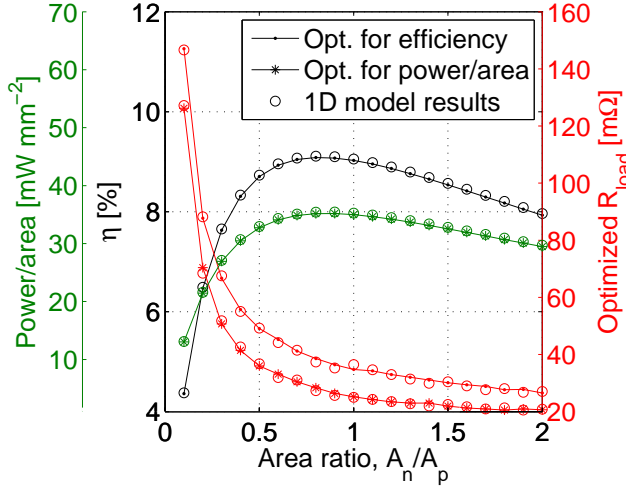 70
60
50
40
30
20
10
Power/area [mW mm⁻²]
12
10
8
6
4
η [%]
Opt. for efficiency
Opt. for power/area
1D model results
160
140
120
100
80
60
40
20
Optimized R_load [mΩ]
0 0.5 1 1.5 2
Area ratio, A_n/A_p